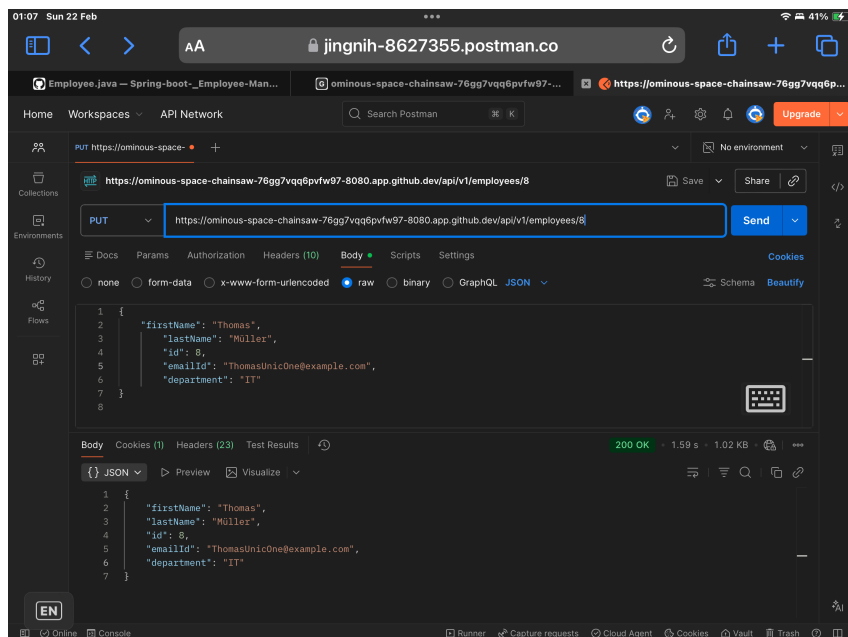 01:07 Sun 22 Feb
41%
AA
jingnih-8627355.postman.co
Employee.java — Spring-boot-_Employee-Man...
ominous-space-chainsaw-76gg7vqq6pvfw97-...
https://ominous-space-chainsaw-76gg7vqq6p...
Home Workspaces API Network
Search Postman ⌘ K
Upgrade
PUT https://ominous-space-
No environment
Collections
https://ominous-space-chainsaw-76gg7vqq6pvfw97-8080.app.github.dev/api/v1/employees/8
Save
Share
Environments
PUT
https://ominous-space-chainsaw-76gg7vqq6pvfw97-8080.app.github.dev/api/v1/employees/8
Send
History
Docs Params Authorization Headers (10) Body Scripts Settings
Cookies
Flows
none form-data x-www-form-urlencoded raw binary GraphQL JSON
Schema Beautify
1 {
2 "firstName": "Thomas",
3 "lastName": "Müller",
4 "id": 8,
5 "emailId": "ThomasUnicOne@example.com",
6 "department": "IT"
7 }
8
Body Cookies (1) Headers (23) Test Results
200 OK 1.59 s 1.02 KB
{} JSON Preview Visualize
1 {
2 "firstName": "Thomas",
3 "lastName": "Müller",
4 "id": 8,
5 "emailId": "ThomasUnicOne@example.com",
6 "department": "IT"
7 }
EN
AI
Online Console
Runner Capture requests Cloud Agent Cookies Vault Trash